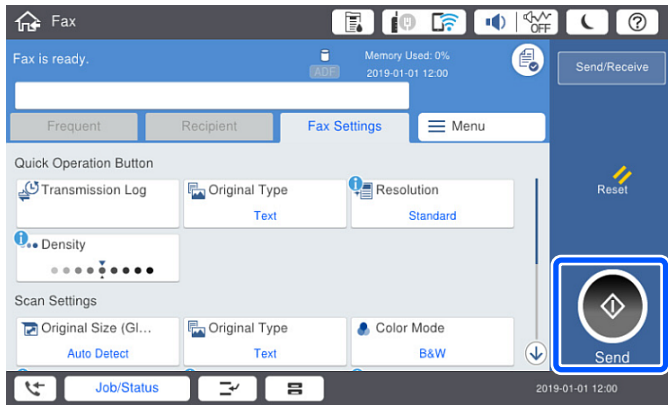 Fax
OFF
Fax is ready.
Memory Used: 0%
Send/Receive
ADF
2019-01-01 12:00
Frequent
Recipient
Fax Settings
Menu
Quick Operation Button
Transmission Log
Original Type
Resolution
Reset
Text
Standard
Density
Scan Settings
Original Size (Gl...
Original Type
Color Mode
Auto Detect
Text
B&W
Send
Job/Status
2019-01-01 12:00